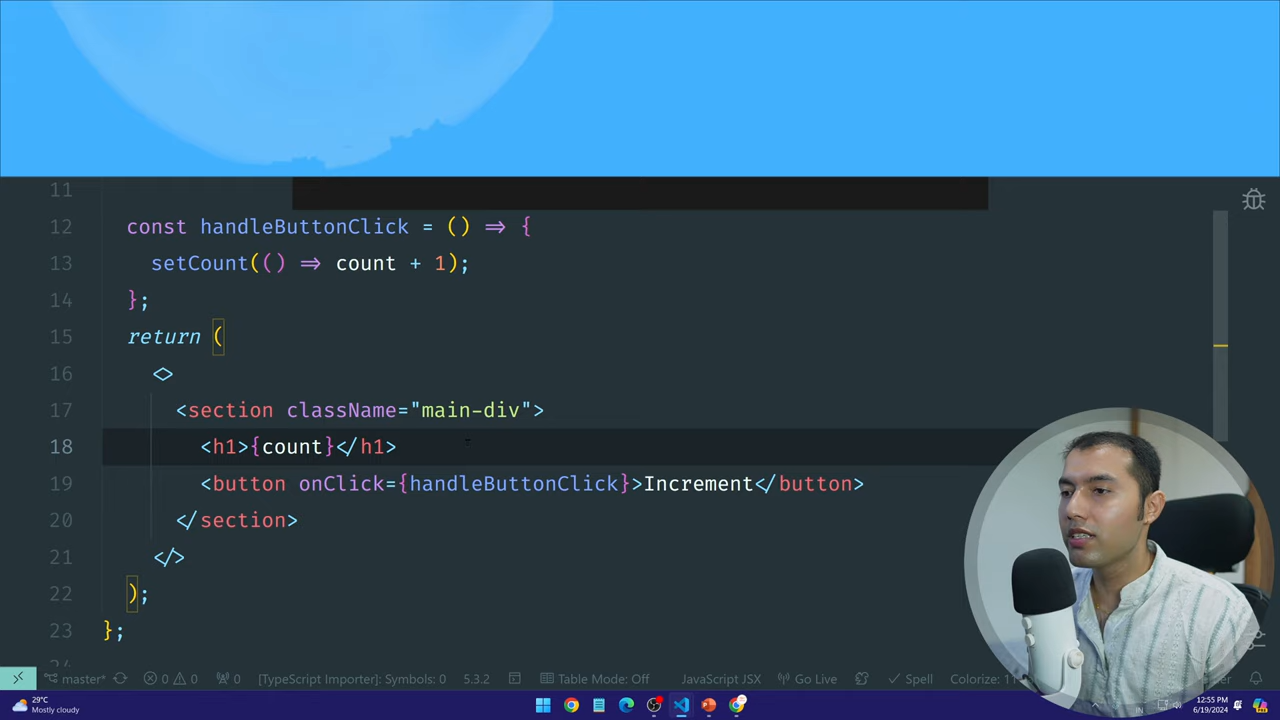 11
12 const handleButtonClick = () => {
13 setCount(() => count + 1);
14 };
15 return (
16 <>
17 <section className="main-div">
18 <h1>{count}</h1>
19 <button onClick={handleButtonClick}>Increment</button>
20 </section>
21 </>
22 );
23 };
master* 0 0 0 [TypeScript Importer]: Symbols: 0 5.3.2 Table Mode: Off JavaScript JSX Go Live Spell Colorize: 11
29°C
Mostly cloudy
IN
12:55 PM
6/19/2024